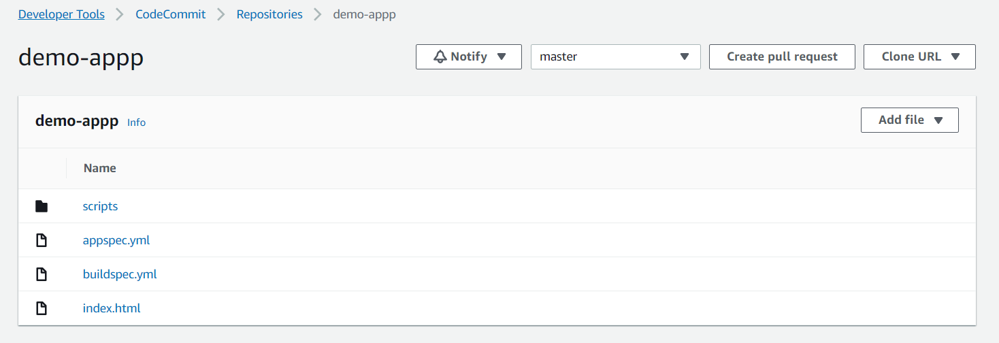 Developer Tools CodeCommit Repositories demo-appp
demo-appp Notify master Create pull request Clone URL
demo-appp Info Add file
Name
scripts
appspec.yml
buildspec.yml
index.html